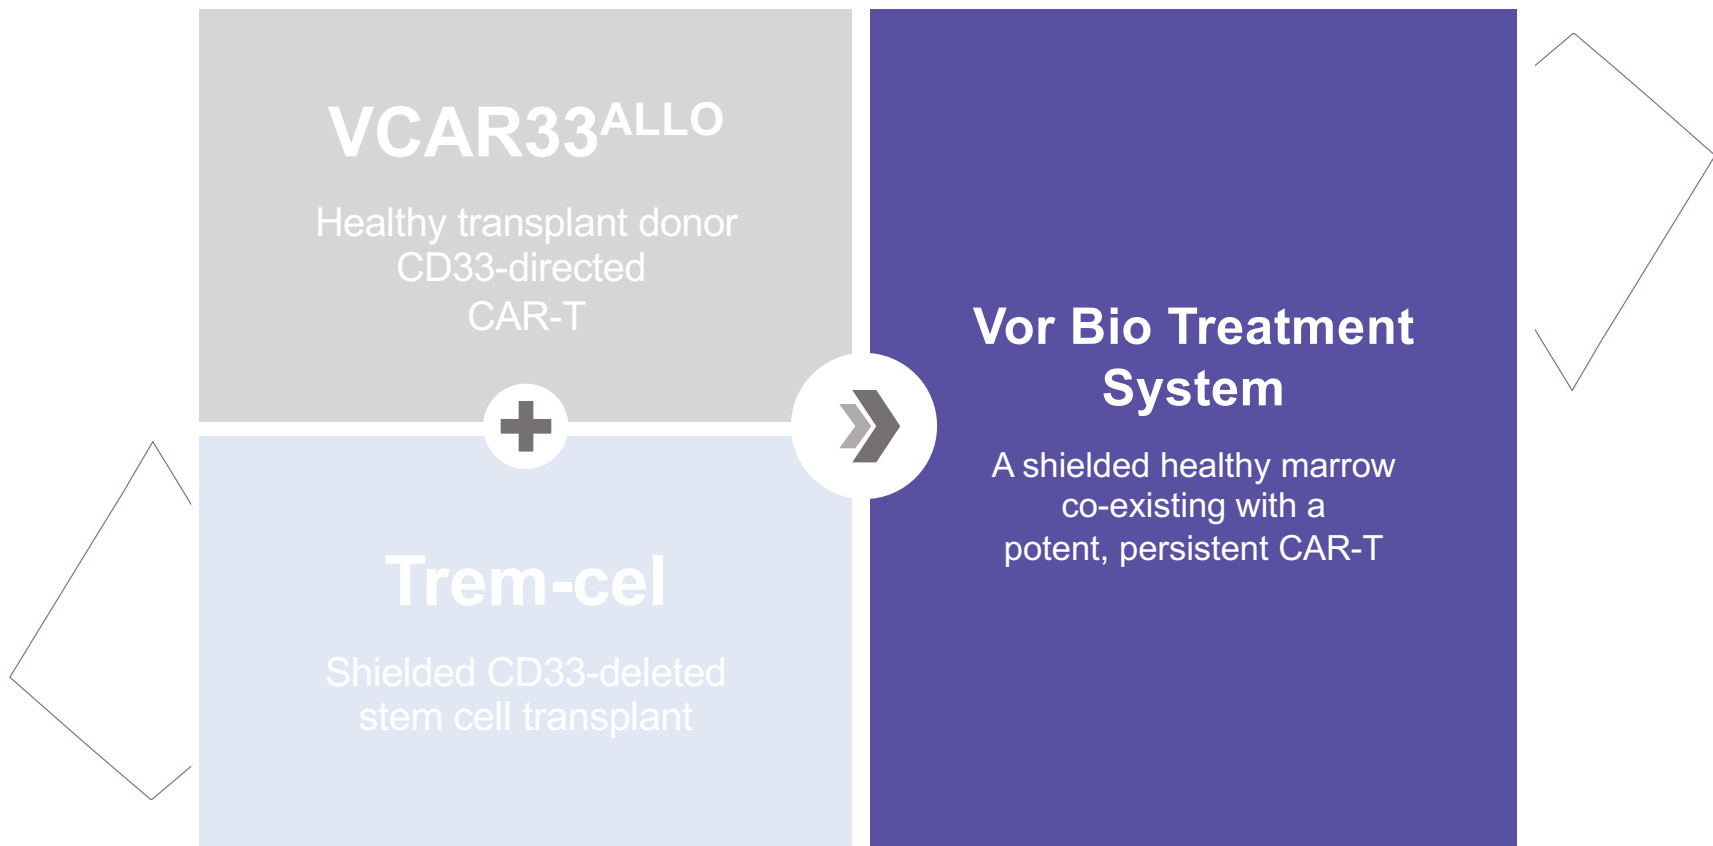 VCAR33ALLO
Healthy transplant donor
CD33-directed
CAR-T
Trem-cel
Shielded CD33-deleted
stem cell transplant
Vor Bio Treatment
System
A shielded healthy marrow
co-existing with a
potent, persistent CAR-T